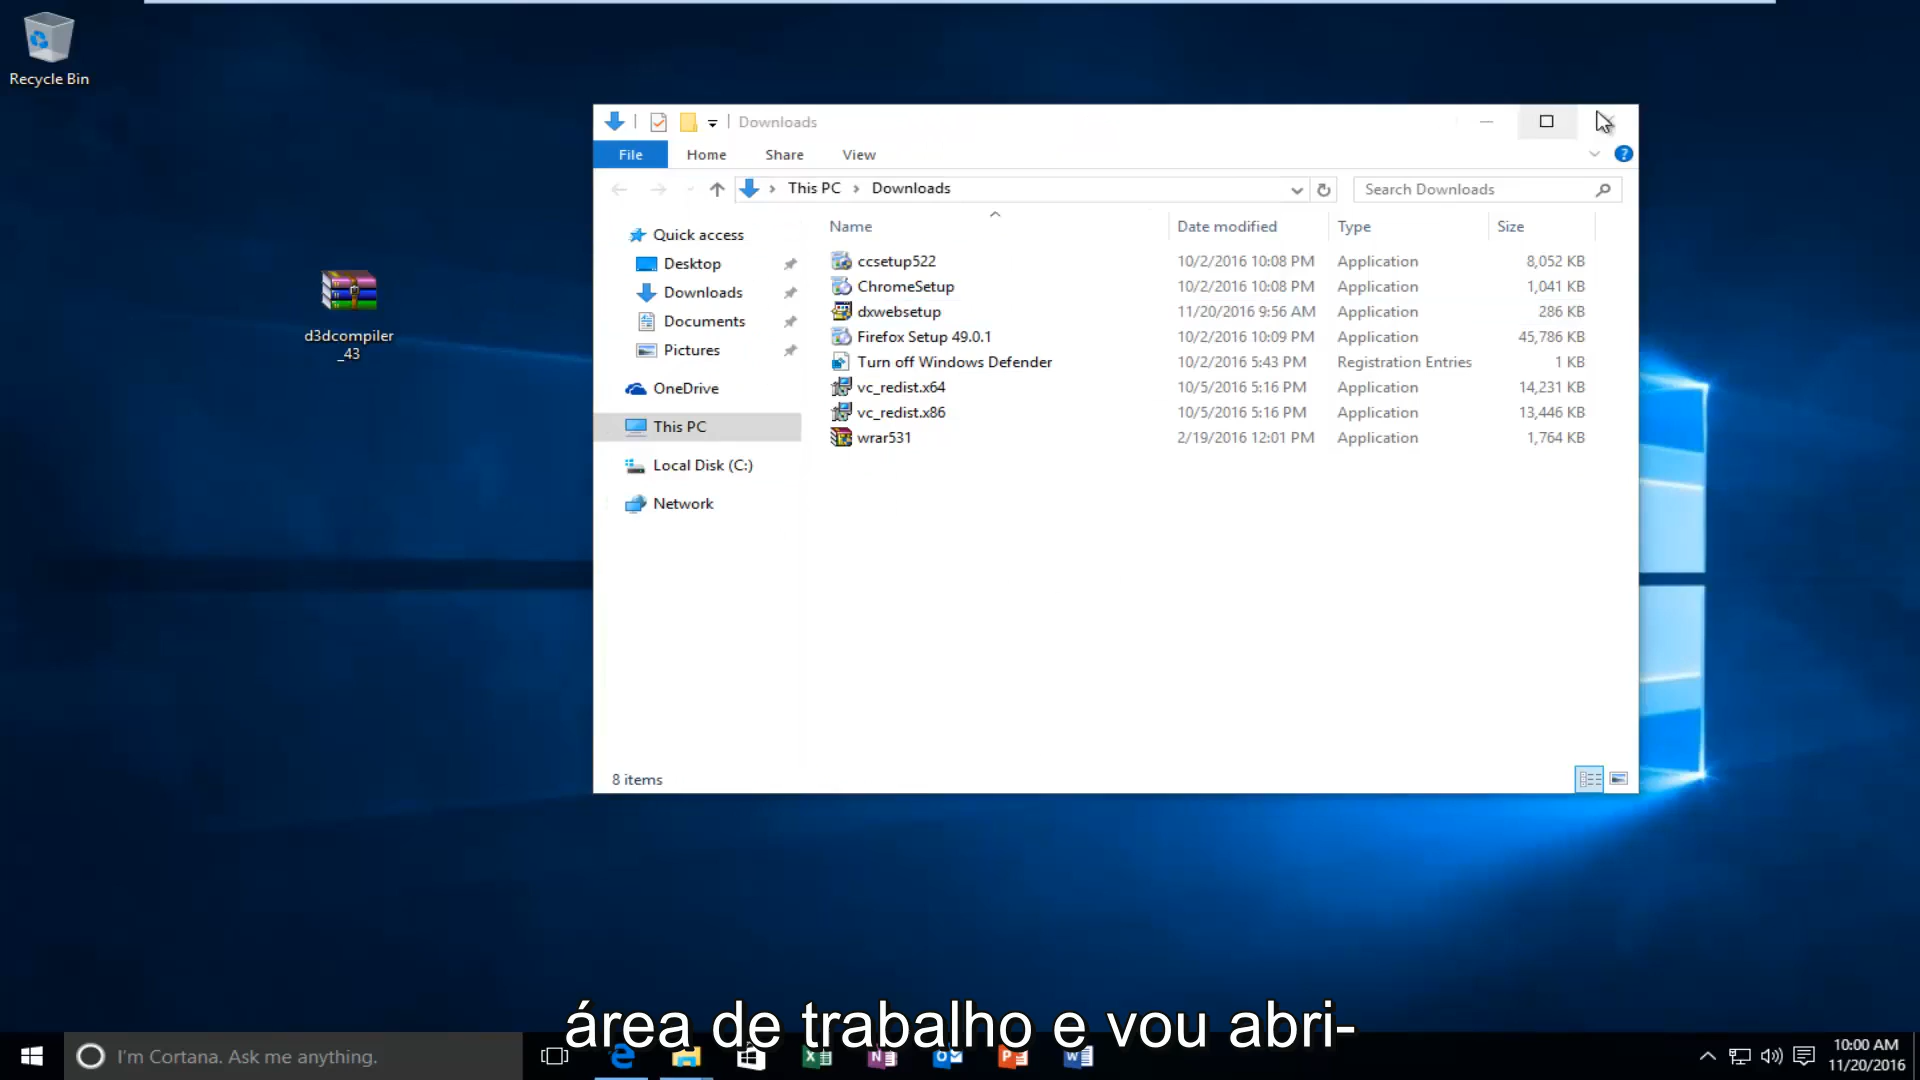 Recycle Bin
d3dcompiler
_43
Downloads
File Home Share View
This PC Downloads
Search Downloads
Quick access
Desktop
Downloads
Documents
Pictures
OneDrive
This PC
Local Disk (C:)
Network
Name Date modified Type Size
ccsetup522 10/2/2016 10:08 PM Application 8,052 KB
ChromeSetup 10/2/2016 10:08 PM Application 1,041 KB
dxwebsetup 11/20/2016 9:56 AM Application 286 KB
Firefox Setup 49.0.1 10/2/2016 10:09 PM Application 45,786 KB
Turn off Windows Defender 10/2/2016 5:43 PM Registration Entries 1 KB
vc_redist.x64 10/5/2016 5:16 PM Application 14,231 KB
vc_redist.x86 10/5/2016 5:16 PM Application 13,446 KB
wrar531 2/19/2016 12:01 PM Application 1,764 KB
8 items
área de trabalho e vou abri-
I'm Cortana. Ask me anything.
10:00 AM
11/20/2016